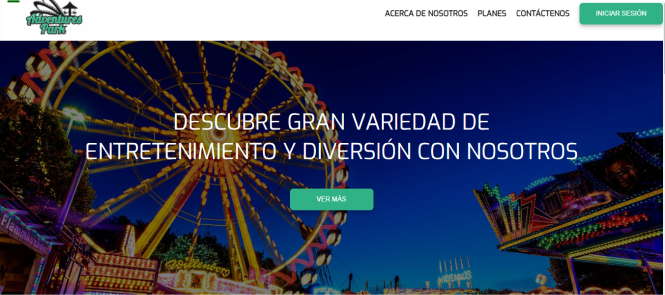 Adventures
Park
ACERCA DE NOSOTROS PLANES CONTÁCTENOS INICIAR SESIÓN
DESCUBRE GRAN VARIEDAD DE
ENTRETENIMIENTO Y DIVERSIÓN CON NOSOTROS
VER MÁS